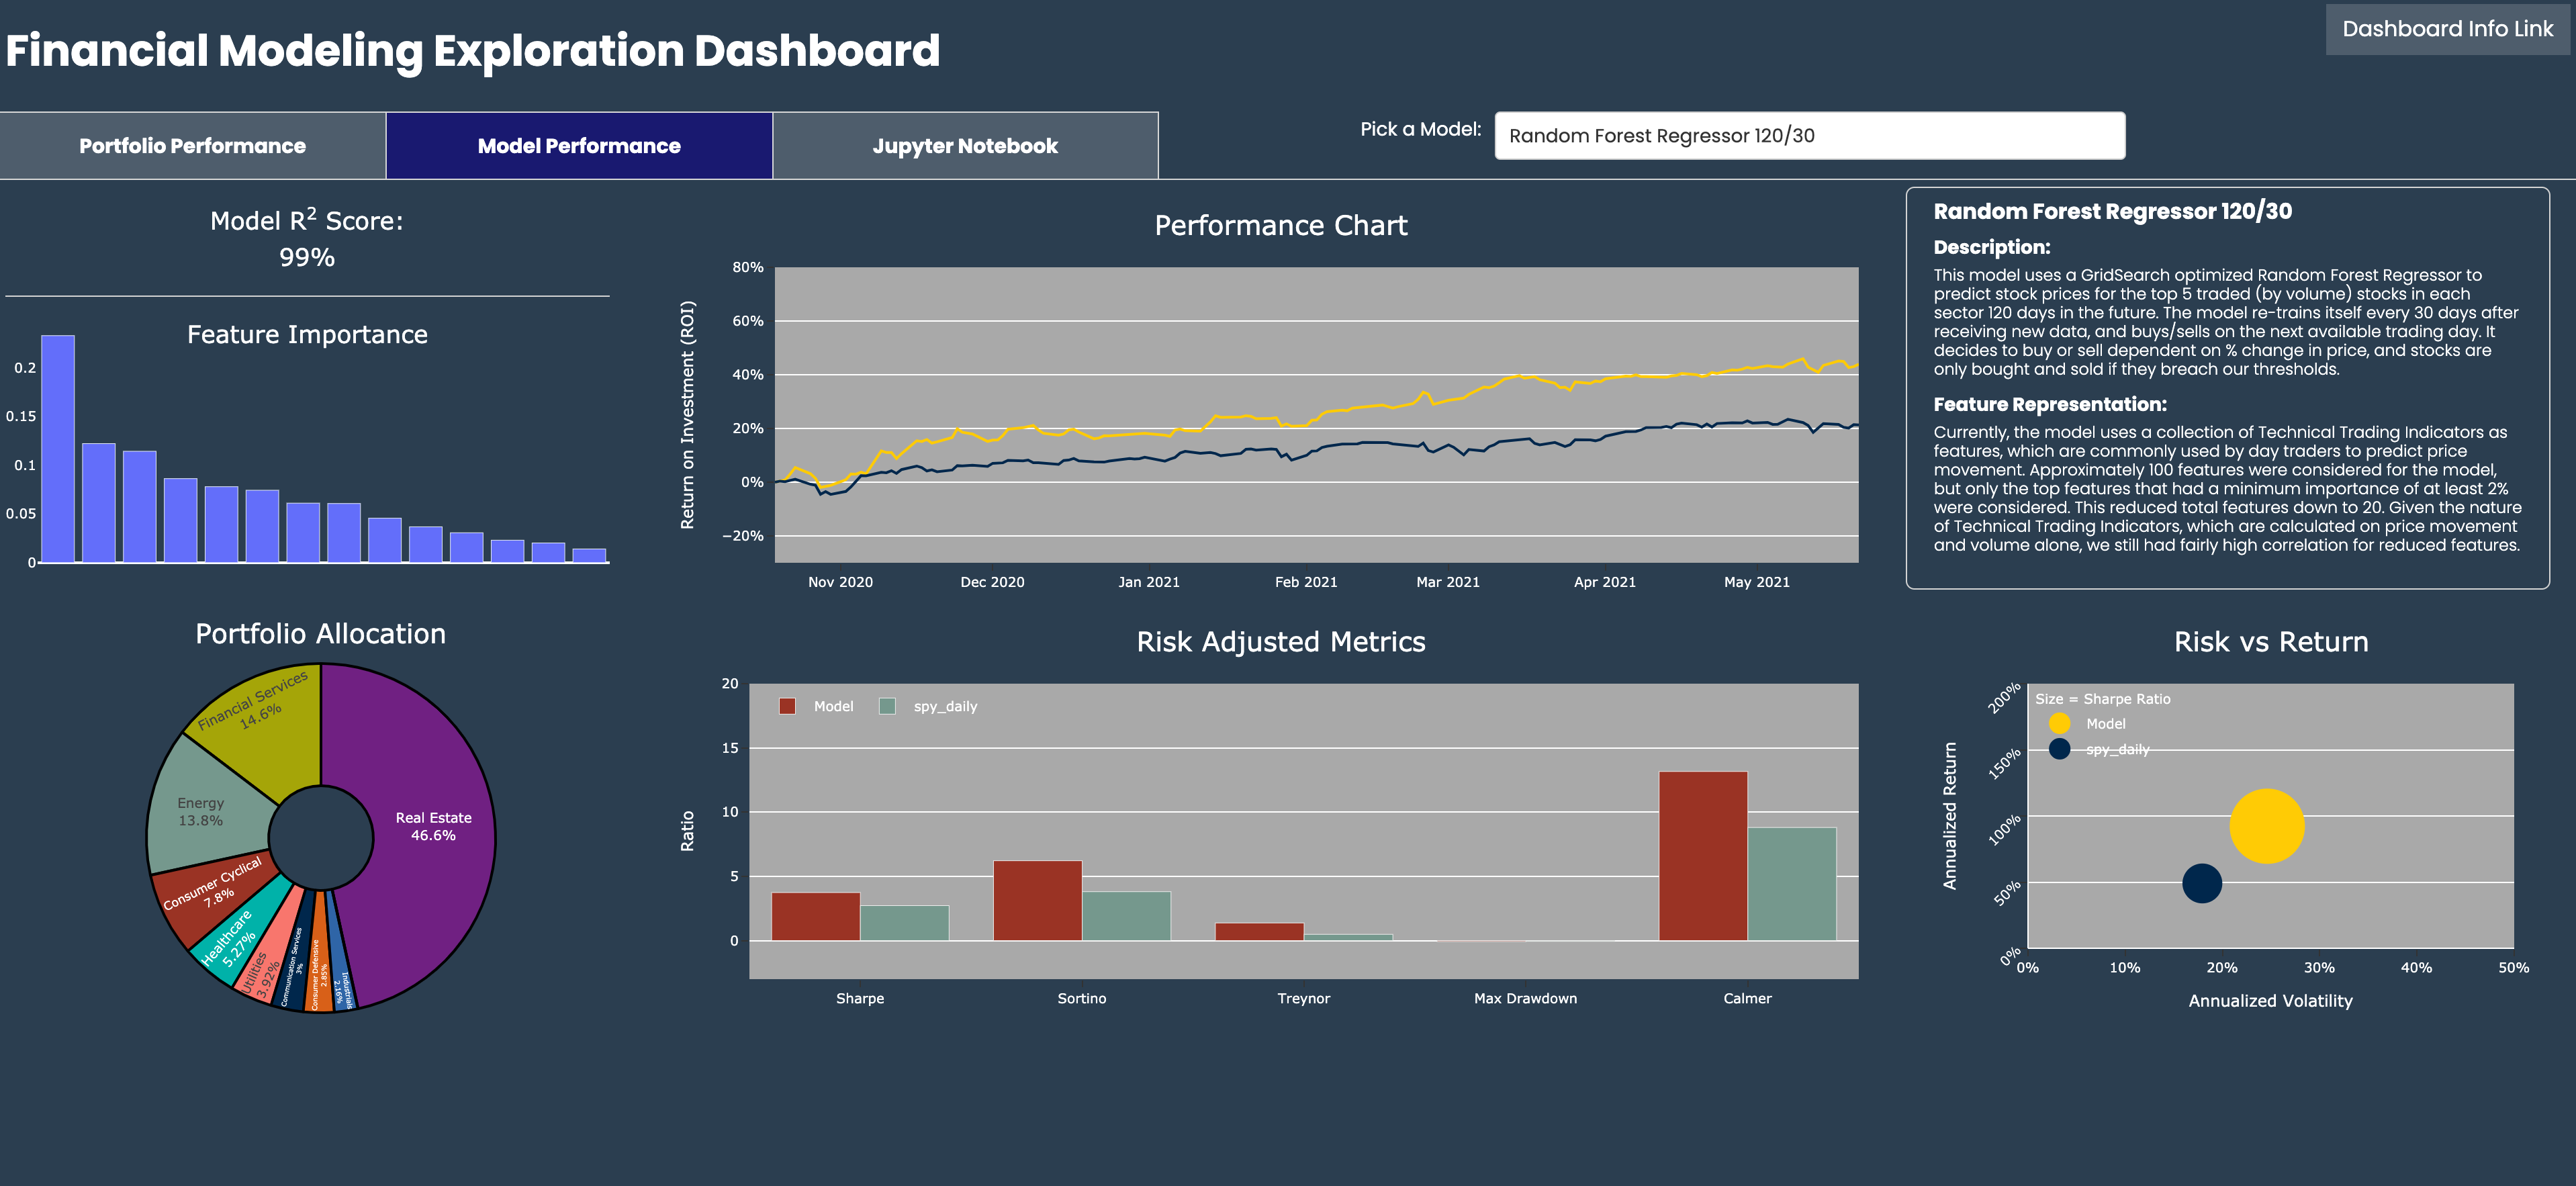 Financial Modeling Exploration Dashboard
Dashboard Info Link
Portfolio Performance
Model Performance
Jupyter Notebook
Pick a Model:
Random Forest Regressor 120/30
Model R² Score:
99%
Feature Importance
0.2
0.15
0.1
0.05
0
Performance Chart
Return on Investment (ROI)
80%
60%
40%
20%
0%
−20%
Nov 2020
Dec 2020
Jan 2021
Feb 2021
Mar 2021
Apr 2021
May 2021
Random Forest Regressor 120/30
Description:
This model uses a GridSearch optimized Random Forest Regressor to
predict stock prices for the top 5 traded (by volume) stocks in each
sector 120 days in the future. The model re-trains itself every 30 days after
receiving new data, and buys/sells on the next available trading day. It
decides to buy or sell dependent on % change in price, and stocks are
only bought and sold if they breach our thresholds.
Feature Representation:
Currently, the model uses a collection of Technical Trading Indicators as
features, which are commonly used by day traders to predict price
movement. Approximately 100 features were considered for the model,
but only the top features that had a minimum importance of at least 2%
were considered. This reduced total features down to 20. Given the nature
of Technical Trading Indicators, which are calculated on price movement
and volume alone, we still had fairly high correlation for reduced features.
Portfolio Allocation
Real Estate
46.6%
Financial Services
14.6%
Energy
13.8%
Consumer Cyclical
7.8%
Healthcare
5.27%
Utilities
3.92%
Communication Services
3%
Consumer Defensive
2.85%
Industrials
2.16%
Risk Adjusted Metrics
Ratio
20
15
10
5
0
Model
spy_daily
Sharpe
Sortino
Treynor
Max Drawdown
Calmer
Risk vs Return
Annualized Return
200%
150%
100%
50%
0%
Size = Sharpe Ratio
Model
spy_daily
0%
10%
20%
30%
40%
50%
Annualized Volatility